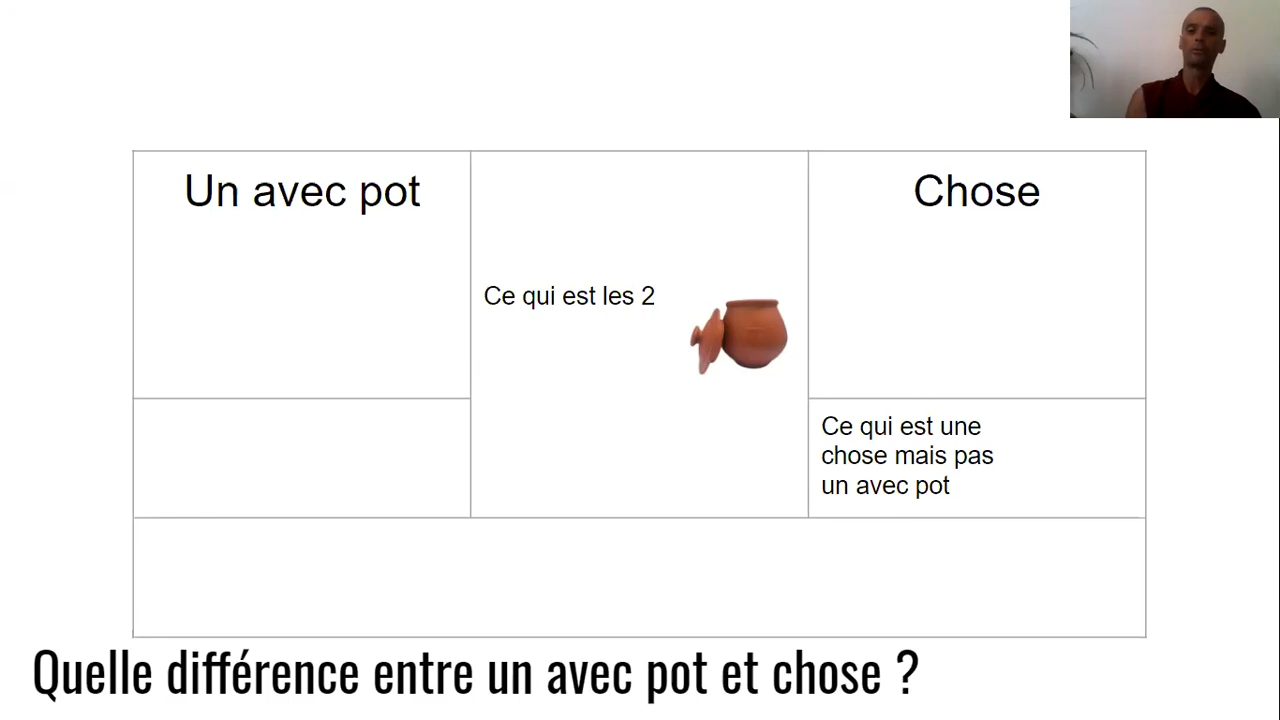 Un avec pot
Chose
Ce qui est les 2
Ce qui est une
chose mais pas
un avec pot
Quelle différence entre un avec pot et chose ?